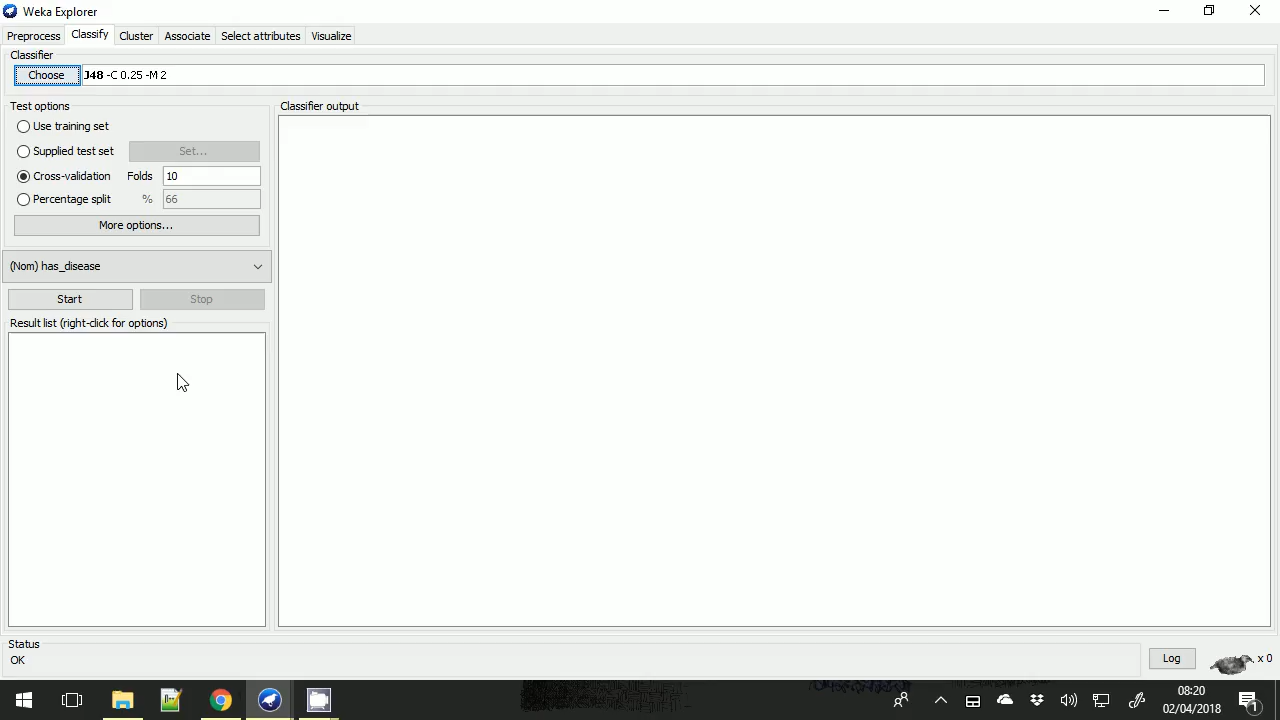 Weka Explorer
Preprocess Classify Cluster Associate Select attributes Visualize
Classifier
Choose J48 -C 0.25 -M 2
Test options
Classifier output
Use training set
Supplied test set Set...
Cross-validation Folds 10
Percentage split % 66
More options...
(Nom) has_disease
Start Stop
Result list (right-click for options)
Status
OK
Log x 0
08:20
02/04/2018
1